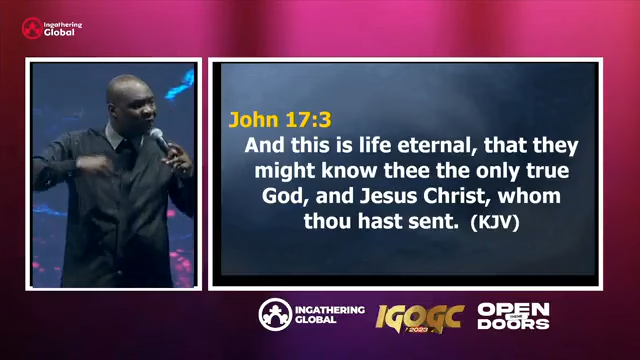 Ingathering
Global
John 17:3
And this is life eternal, that they
might know thee the only true
God, and Jesus Christ, whom
thou hast sent. (KJV)
INGATHERING
GLOBAL
IGOGC
2023
OPEN
DOORS